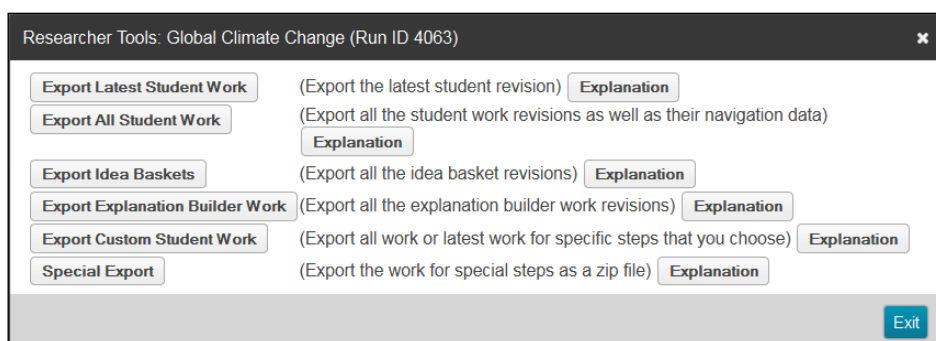 Researcher Tools: Global Climate Change (Run ID 4063) ×
Export Latest Student Work (Export the latest student revision) Explanation
Export All Student Work (Export all the student work revisions as well as their navigation data)
Explanation
Export Idea Baskets (Export all the idea basket revisions) Explanation
Export Explanation Builder Work (Export all the explanation builder work revisions) Explanation
Export Custom Student Work (Export all work or latest work for specific steps that you choose) Explanation
Special Export (Export the work for special steps as a zip file) Explanation
Exit